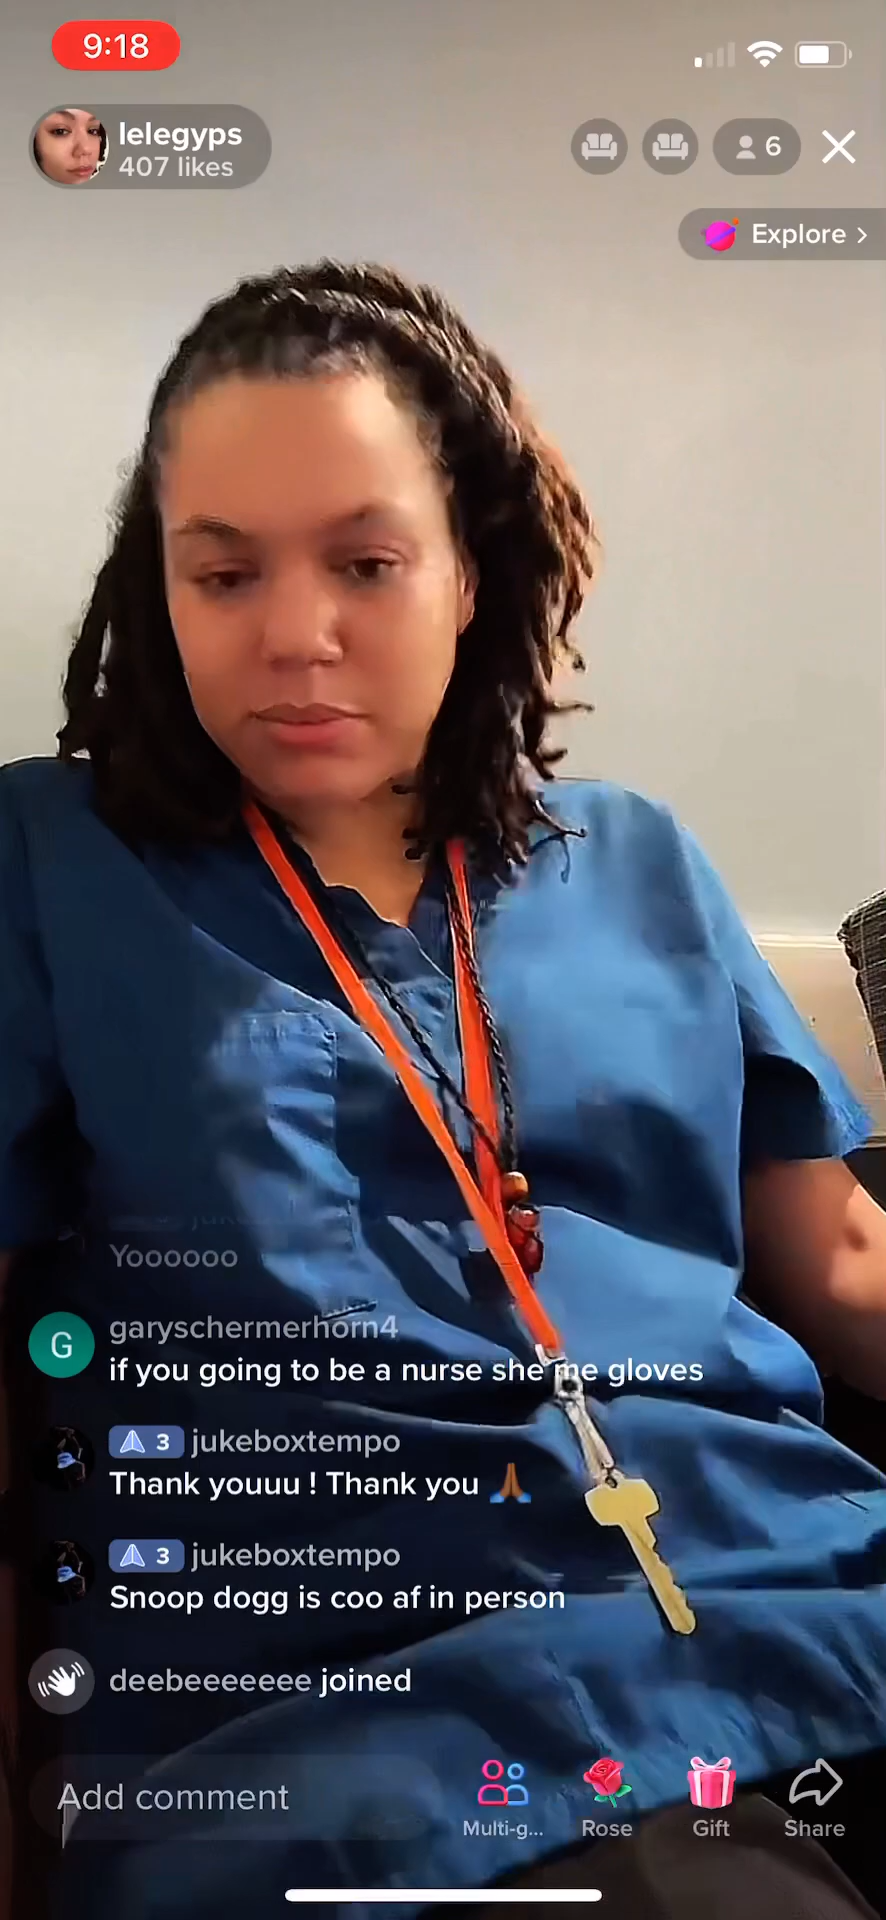 9:18
lelegyps
407 likes
6
Explore >
Yoooooo
G
garyschermerhorn4
if you going to be a nurse she me gloves
3 jukeboxtempo
Thank youuu ! Thank you 🙏🏾
3 jukeboxtempo
Snoop dogg is coo af in person
deebeeeeeee joined
Add comment
Multi-g...
Rose
Gift
Share